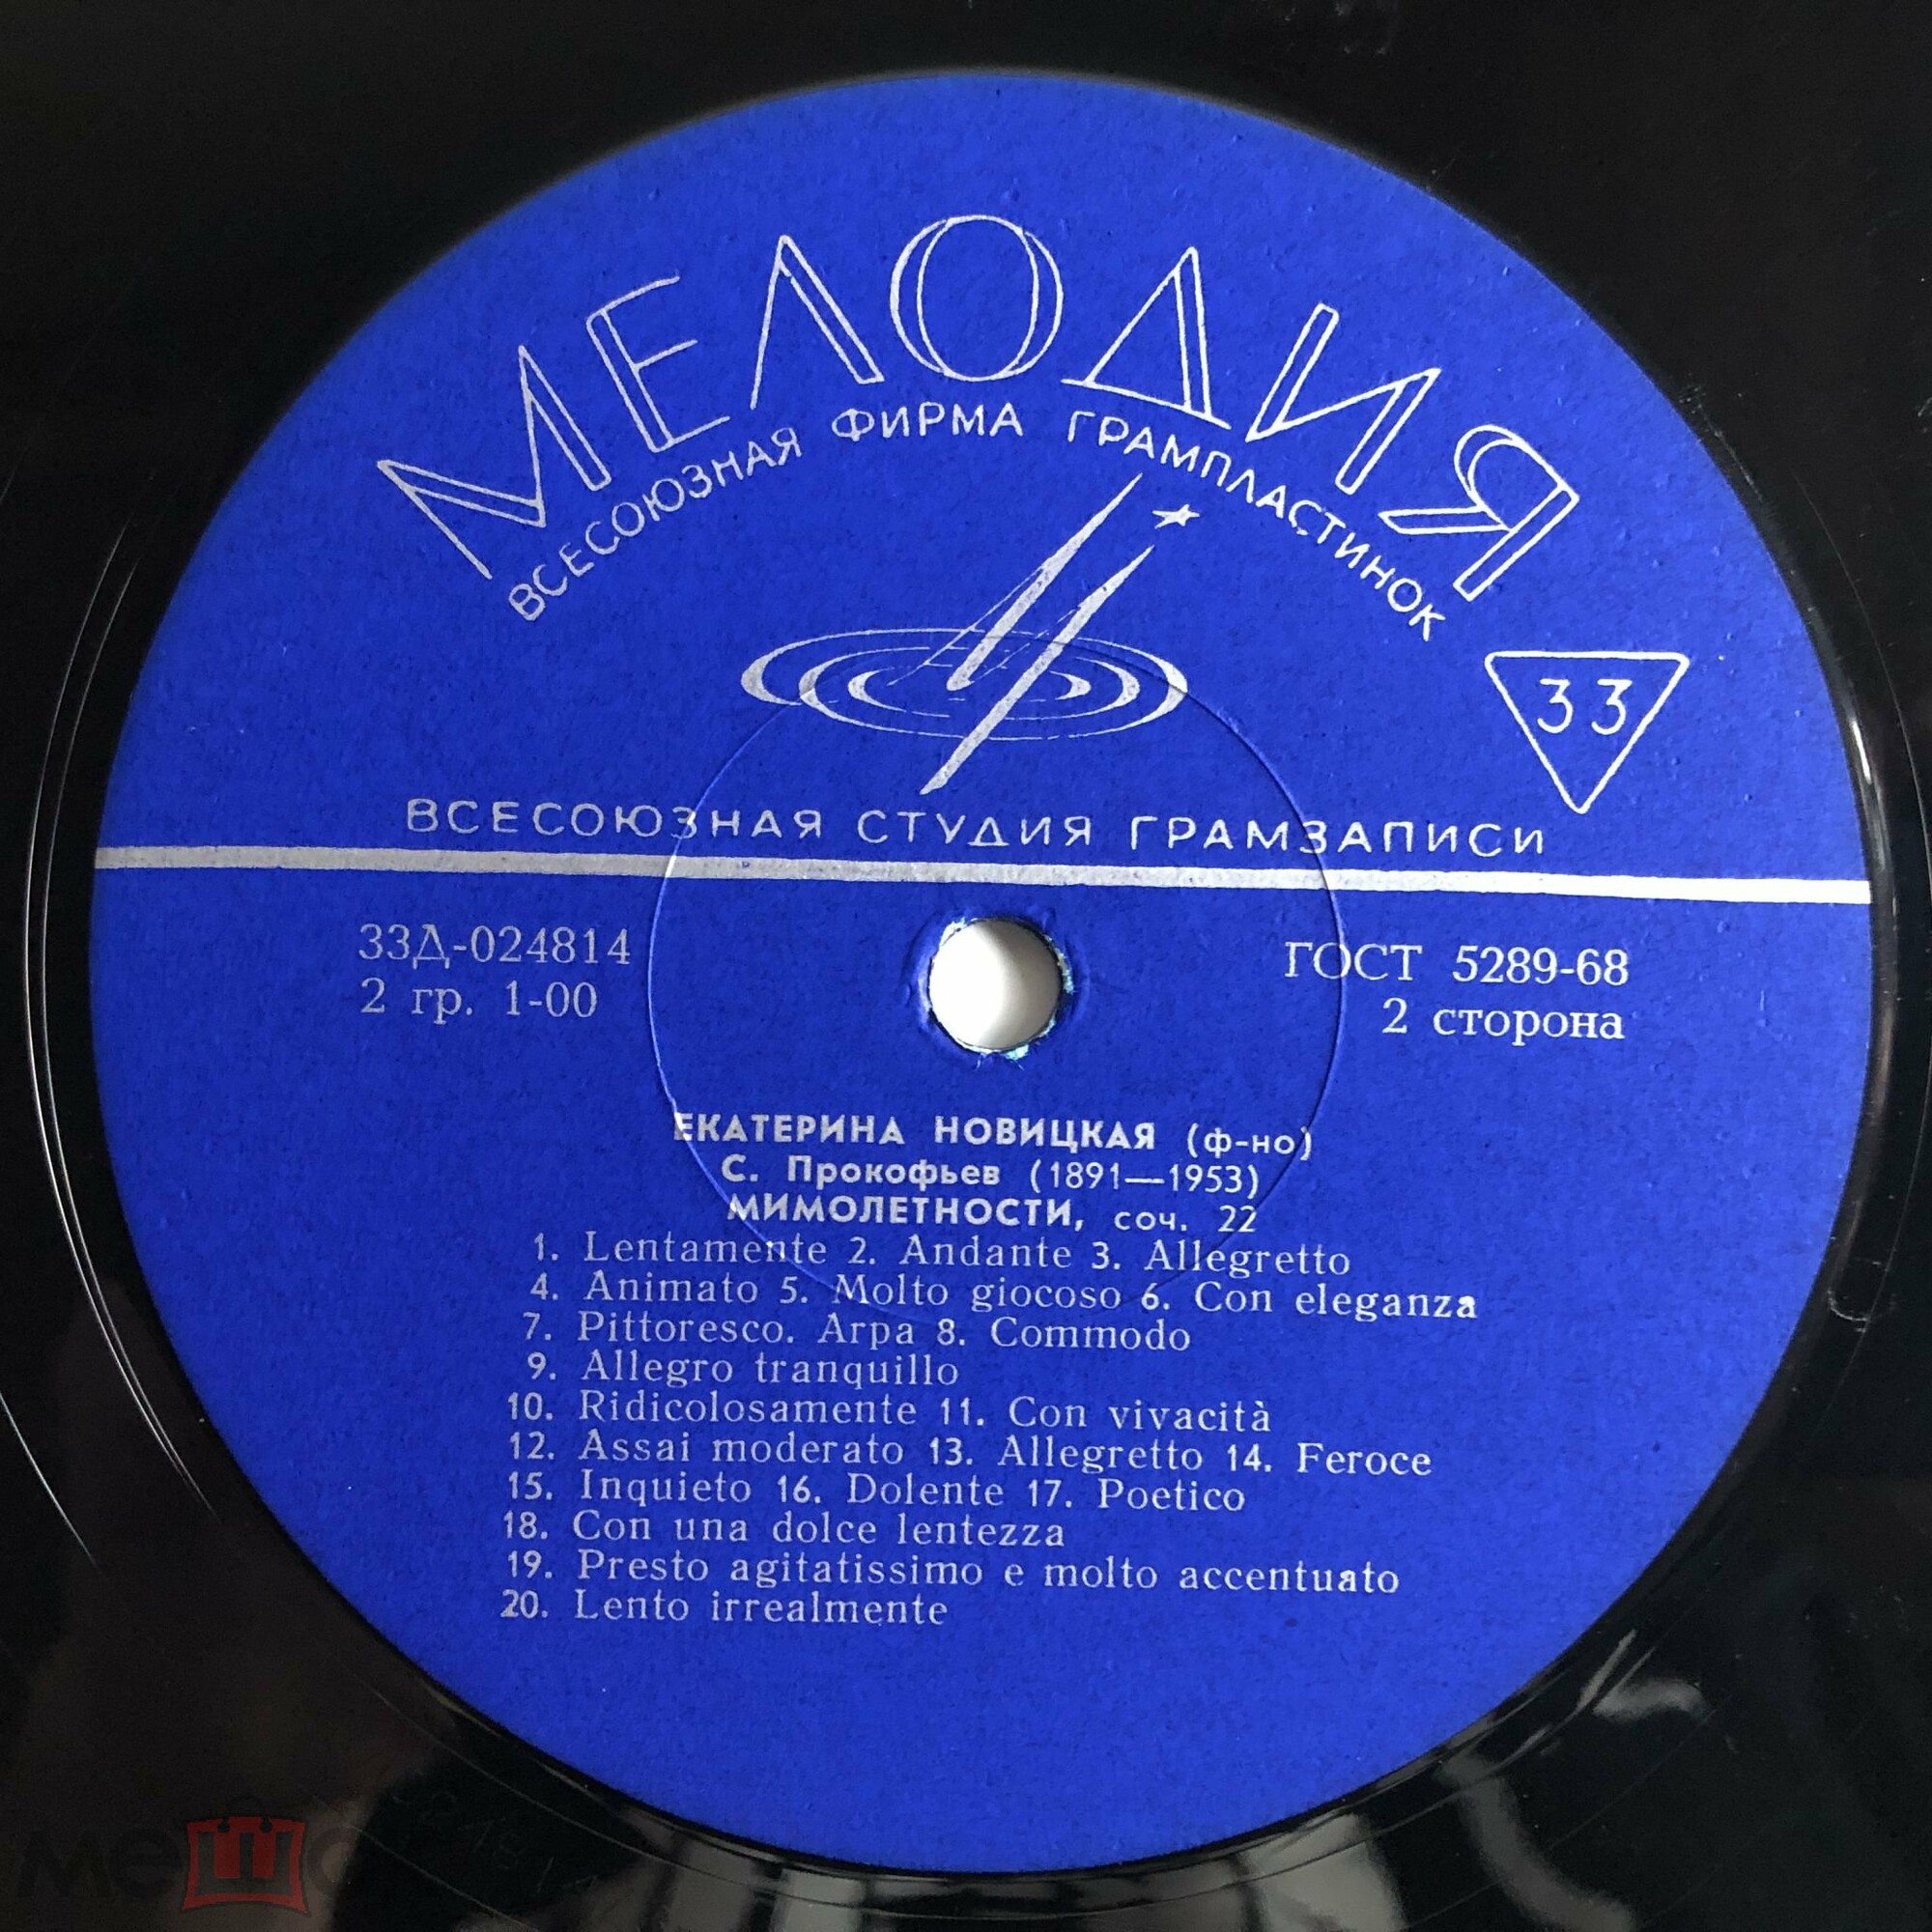 МЕЛОДИЯ
ВСЕСОЮЗНАЯ ФИРМА ГРАМПЛАСТИНОК
33
ВСЕСОЮЗНАЯ СТУДИЯ ГРАМЗАПИСИ
33Д-024814
2 гр. 1-00
ГОСТ 5289-68
2 сторона
ЕКАТЕРИНА НОВИЦКАЯ (ф-но)
С. Прокофьев (1891—1953)
МИМОЛЕТНОСТИ, соч. 22
1. Lentamente 2. Andante 3. Allegretto
4. Animato 5. Molto giocoso 6. Con eleganza
7. Pittoresco. Arpa 8. Commodo
9. Allegro tranquillo
10. Ridicolosamente 11. Con vivacità
12. Assai moderato 13. Allegretto 14. Feroce
15. Inquieto 16. Dolente 17. Poetico
18. Con una dolce lentezza
19. Presto agitatissimo e molto accentuato
20. Lento irrealmente